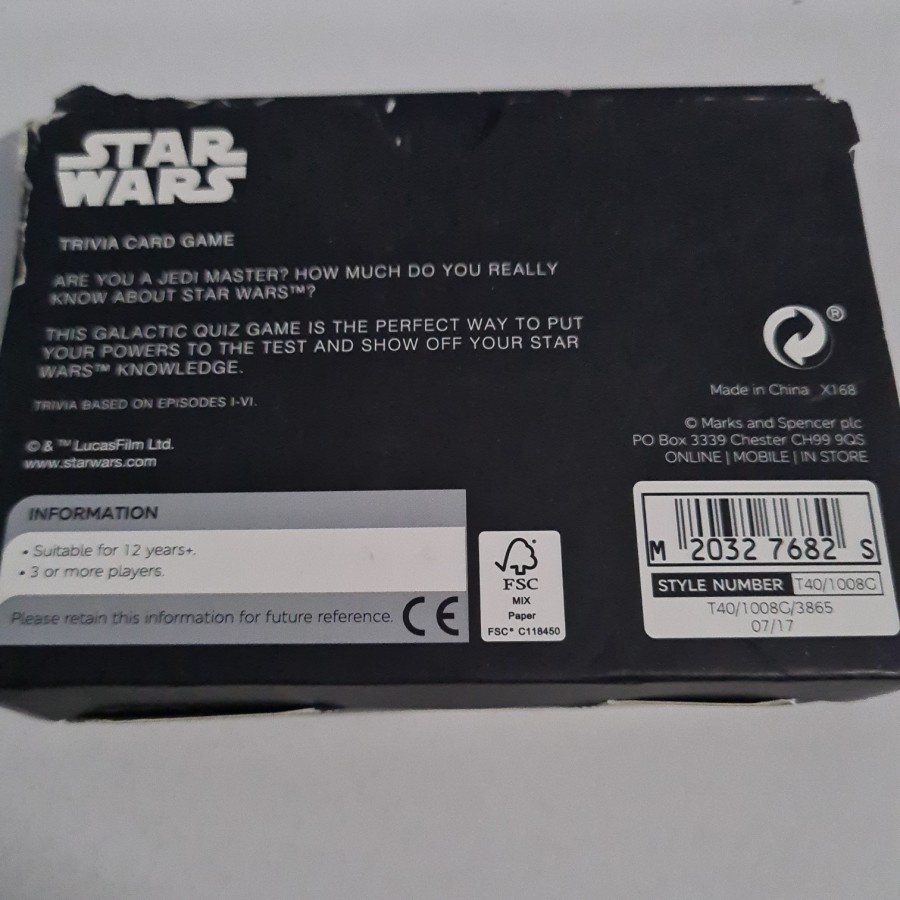 STAR
WARS
TRIVIA CARD GAME
ARE YOU A JEDI MASTER? HOW MUCH DO YOU REALLY
KNOW ABOUT STAR WARS™?
THIS GALACTIC QUIZ GAME IS THE PERFECT WAY TO PUT
YOUR POWERS TO THE TEST AND SHOW OFF YOUR STAR
WARS™ KNOWLEDGE.
TRIVIA BASED ON EPISODES I-VI.
© & ™ LucasFilm Ltd.
www.starwars.com
®
Made in China X168
© Marks and Spencer plc
PO Box 3339 Chester CH99 9QS
ONLINE | MOBILE | IN STORE
INFORMATION
• Suitable for 12 years+.
• 3 or more players.
Please retain this information for future reference. CE
FSC
MIX
Paper
FSC® C118450
M 2032 7682 S
STYLE NUMBER T40/1008G
T40/1008G/3865
07/17